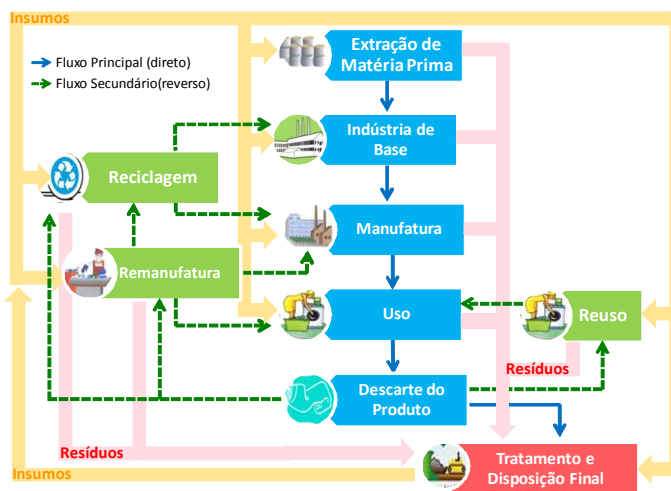 Insumos
Fluxo Principal (direto)
Fluxo Secundário(reverso)
Extração de
Matéria Prima
Indústria de
Base
Reciclagem
Manufatura
Remanufatura
Uso
Reuso
Resíduos
Descarte do
Produto
Resíduos
Insumos
Tratamento e
Disposição Final